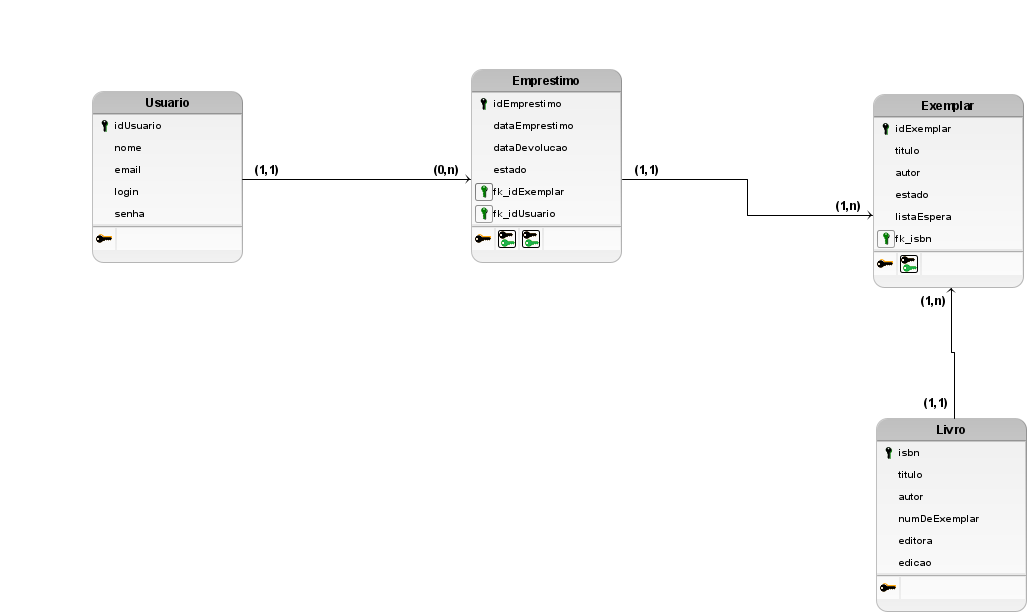 Usuario
idUsuario
nome
email
login
senha
(1,1)
(0,n)
Emprestimo
idEmprestimo
dataEmprestimo
dataDevolucao
estado
fk_idExemplar
fk_idUsuario
(1,1)
(1,n)
Exemplar
idExemplar
titulo
autor
estado
listaEspera
fk_isbn
(1,n)
(1,1)
Livro
isbn
titulo
autor
numDeExemplar
editora
edicao